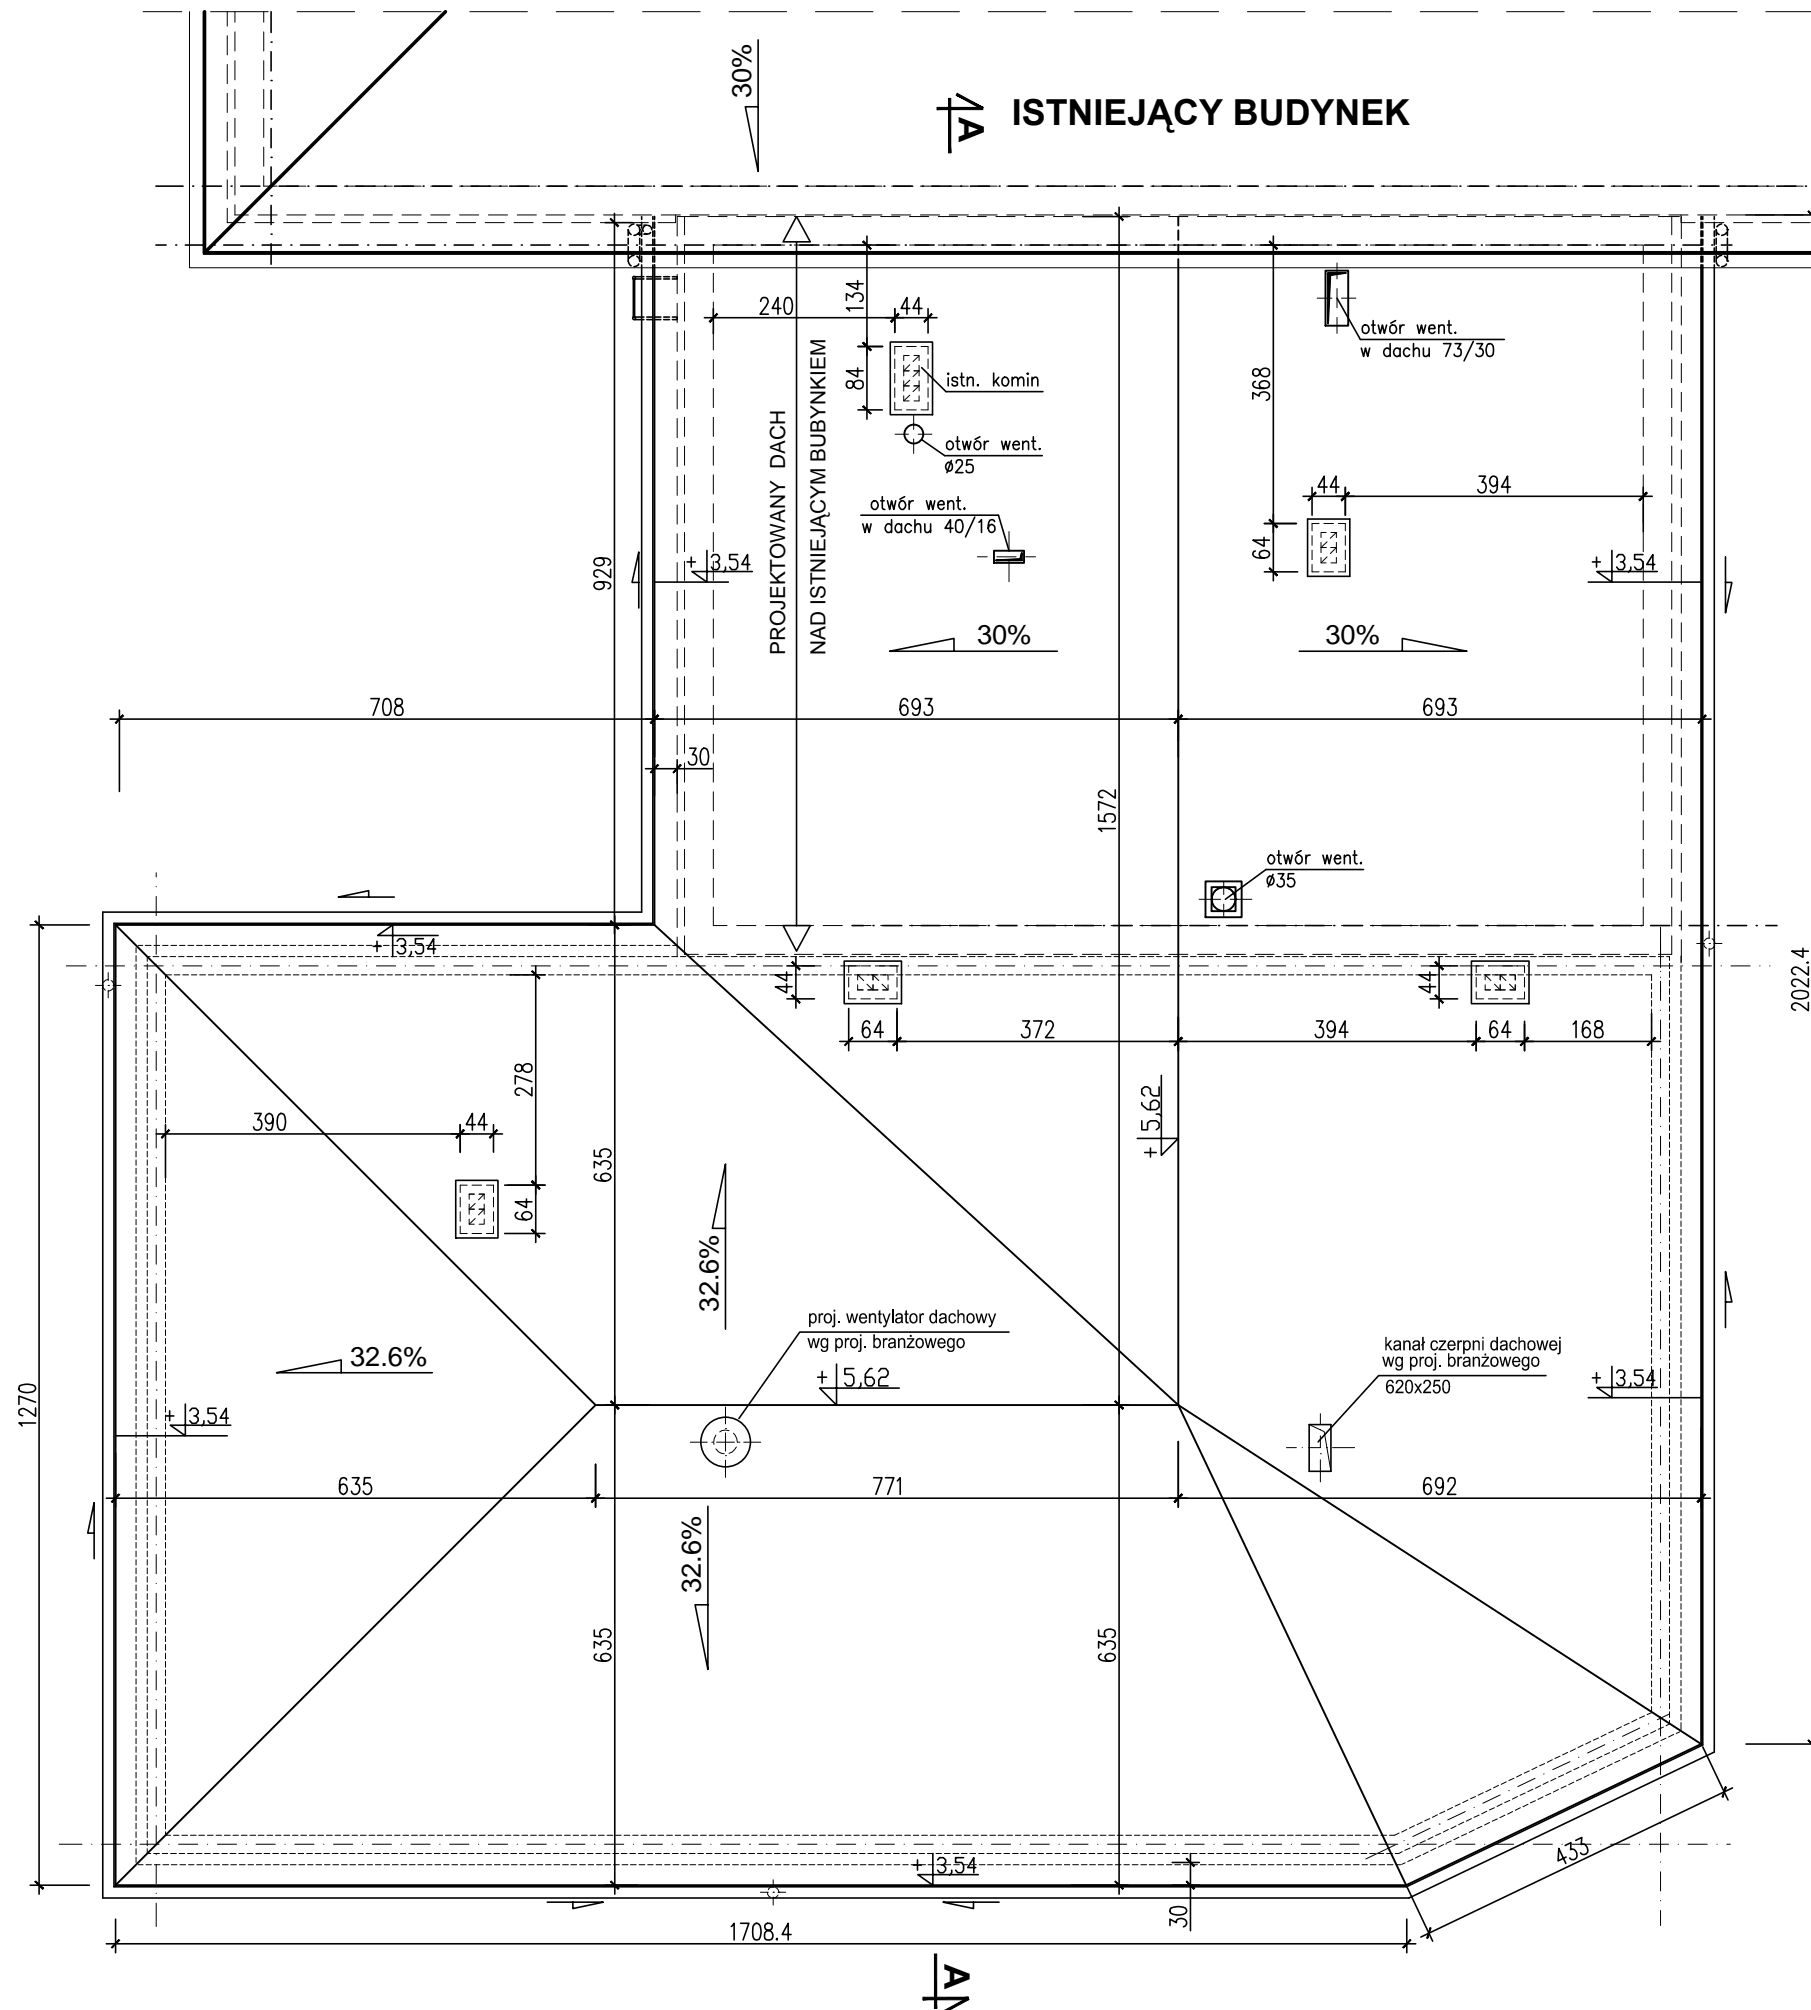 30%
A
ISTNIEJĄCY BUDYNEK
240
134
44
84
istn. komin
otwór went.
ø25
otwór went.
w dachu 40/16
otwór went.
w dachu 73/30
368
44
394
64
PROJEKTOWANY DACH
NAD ISTNIEJĄCYM BUBYNKIEM
929
+ 3,54
+ 3,54
30%
30%
708
693
693
30
1572
otwór went.
ø35
+ 3,54
44
44
2022.4
64
372
394
64
168
278
390
44
64
635
+ 5,62
32.6%
proj. wentylator dachowy
wg proj. branżowego
+ 5,62
kanał czerpni dachowej
wg proj. branżowego
620x250
32.6%
1270
+ 3,54
+ 3,54
635
771
692
32.6%
635
635
+ 3,54
433
30
1708.4
A